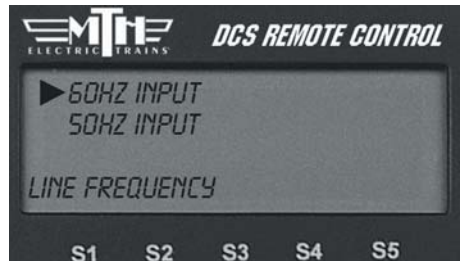 MTH
ELECTRIC TRAINS
DCS REMOTE CONTROL
60HZ INPUT
50HZ INPUT
LINE FREQUENCY
S1 S2 S3 S4 S5